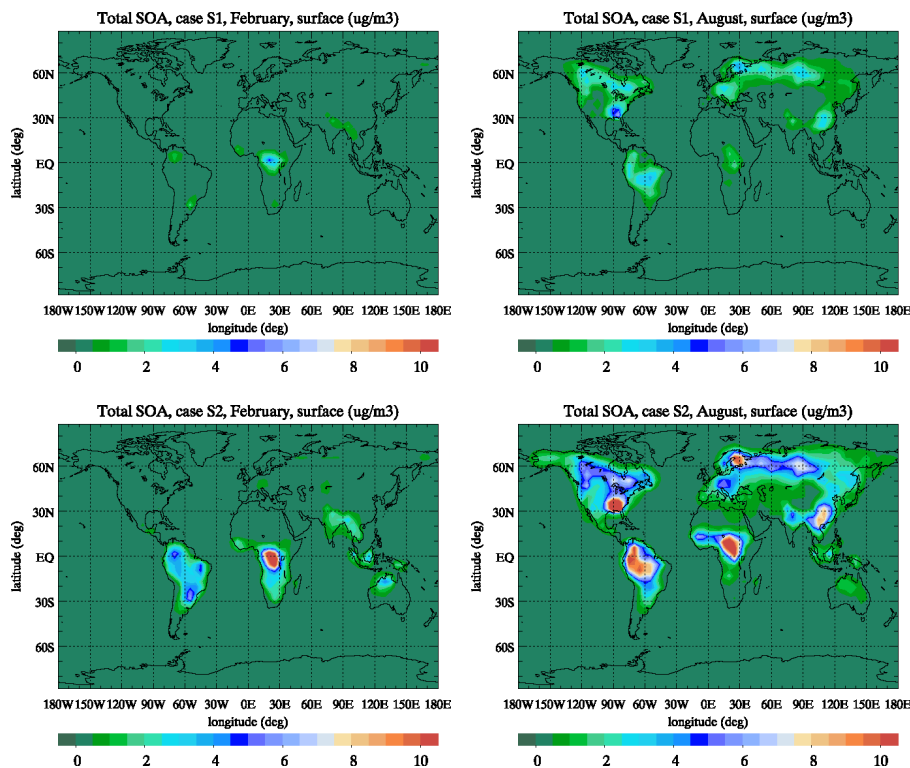 Total SOA, case S1, February, surface (ug/m3)
latitude (deg)
60N
30N
EQ
30S
60S
180W 150W 120W 90W 60W 30W 0E 30E 60E 90E 120E 150E 180E
longitude (deg)
0 2 4 6 8 10
Total SOA, case S1, August, surface (ug/m3)
latitude (deg)
60N
30N
EQ
30S
60S
180W 150W 120W 90W 60W 30W 0E 30E 60E 90E 120E 150E 180E
longitude (deg)
0 2 4 6 8 10
Total SOA, case S2, February, surface (ug/m3)
latitude (deg)
60N
30N
EQ
30S
60S
180W 150W 120W 90W 60W 30W 0E 30E 60E 90E 120E 150E 180E
longitude (deg)
0 2 4 6 8 10
Total SOA, case S2, August, surface (ug/m3)
latitude (deg)
60N
30N
EQ
30S
60S
180W 150W 120W 90W 60W 30W 0E 30E 60E 90E 120E 150E 180E
longitude (deg)
0 2 4 6 8 10